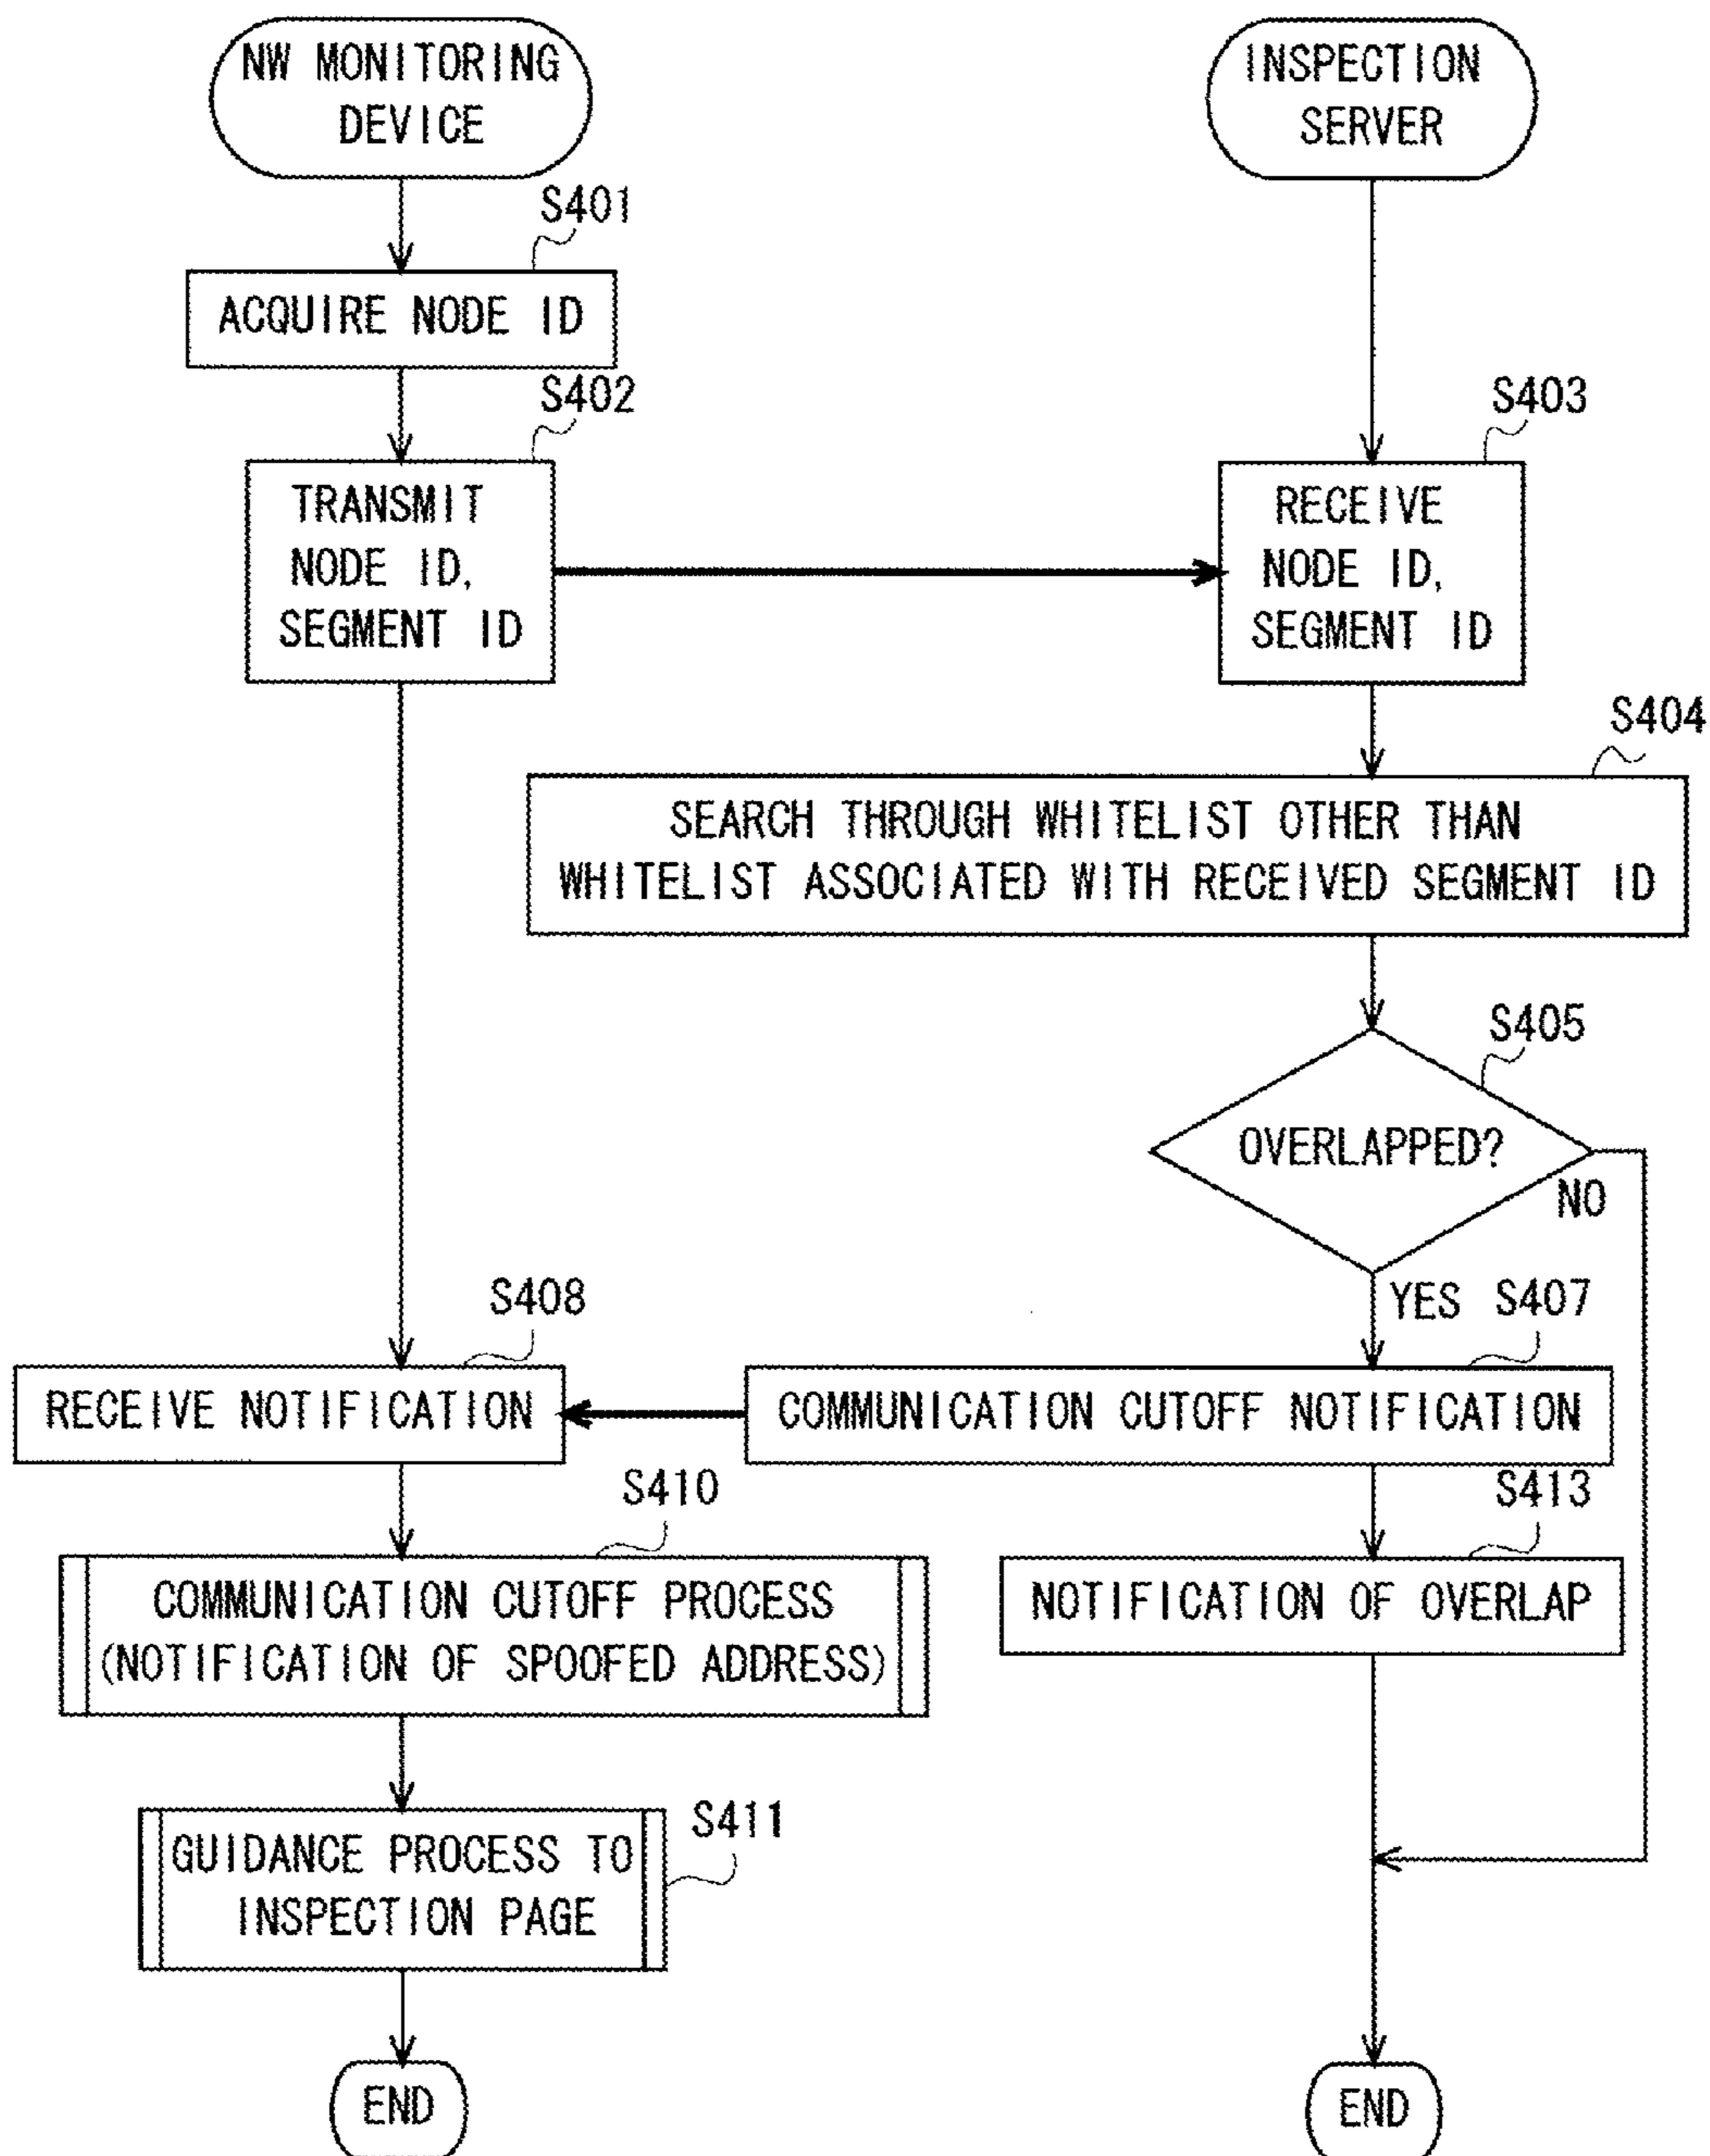 NW MONITORING
DEVICE
INSPECTION
SERVER
S401
ACQUIRE NODE ID
S402
S403
TRANSMIT
NODE ID,
SEGMENT ID
RECEIVE
NODE ID,
SEGMENT ID
S404
SEARCH THROUGH WHITELIST OTHER THAN
WHITELIST ASSOCIATED WITH RECEIVED SEGMENT ID
S405
OVERLAPPED?
NO
YES
S407
S408
RECEIVE NOTIFICATION
COMMUNICATION CUTOFF NOTIFICATION
S410
S413
COMMUNICATION CUTOFF PROCESS
(NOTIFICATION OF SPOOFED ADDRESS)
NOTIFICATION OF OVERLAP
S411
GUIDANCE PROCESS TO
INSPECTION PAGE
END
END